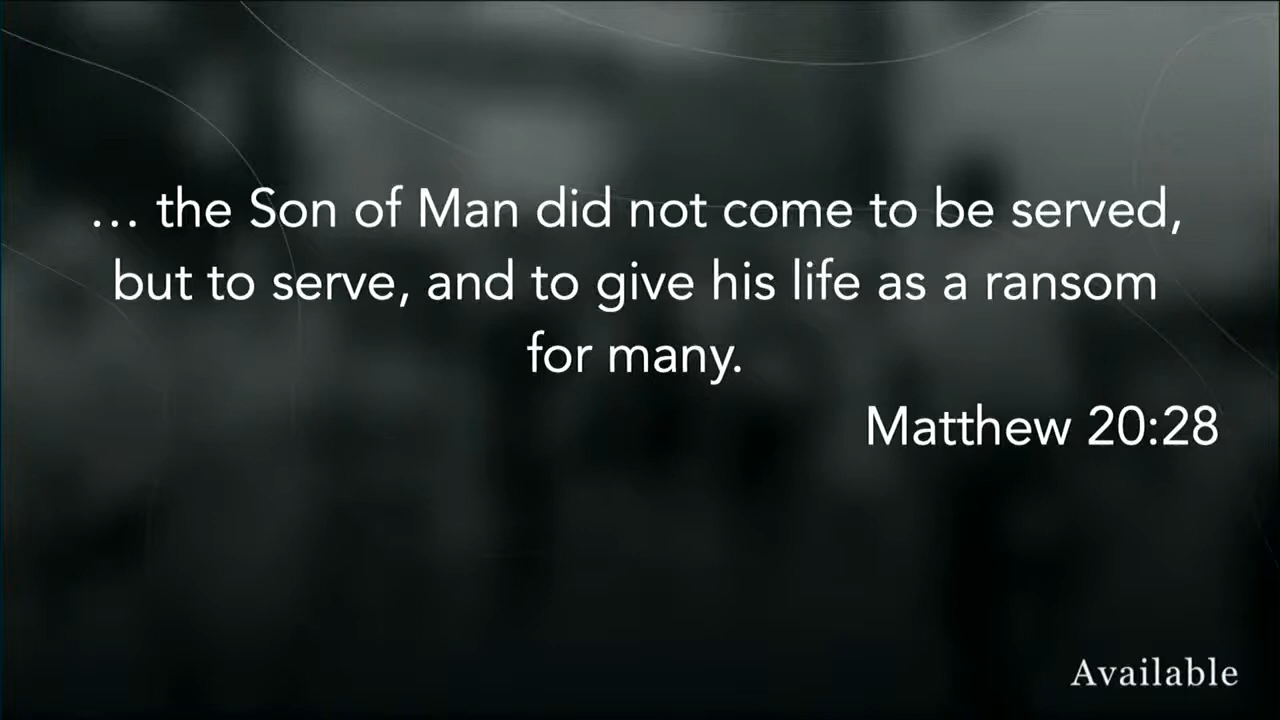 … the Son of Man did not come to be served,
but to serve, and to give his life as a ransom
for many.
Matthew 20:28
Available